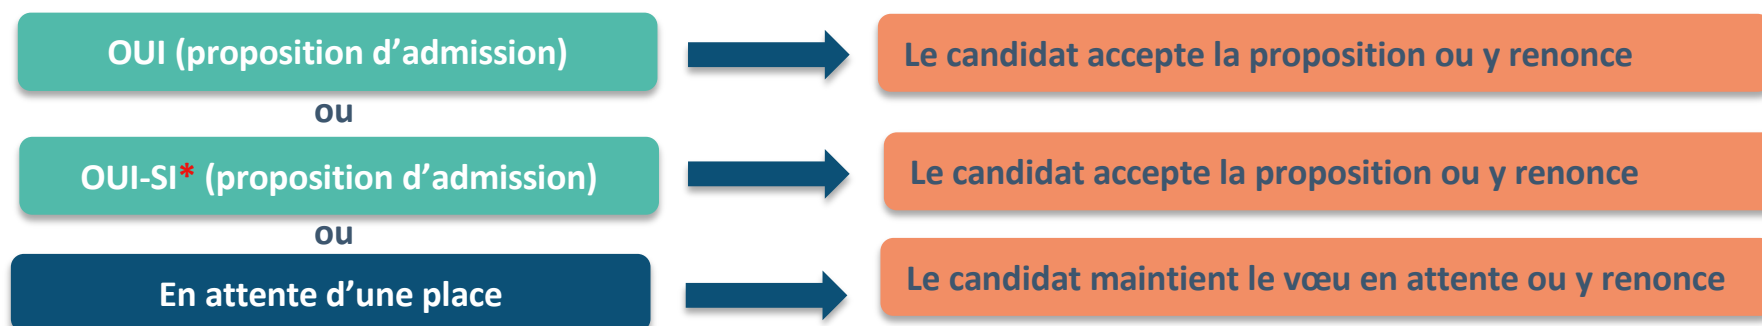 OUI (proposition d’admission)
Le candidat accepte la proposition ou y renonce
ou
OUI-SI* (proposition d’admission)
Le candidat accepte la proposition ou y renonce
ou
En attente d’une place
Le candidat maintient le vœu en attente ou y renonce